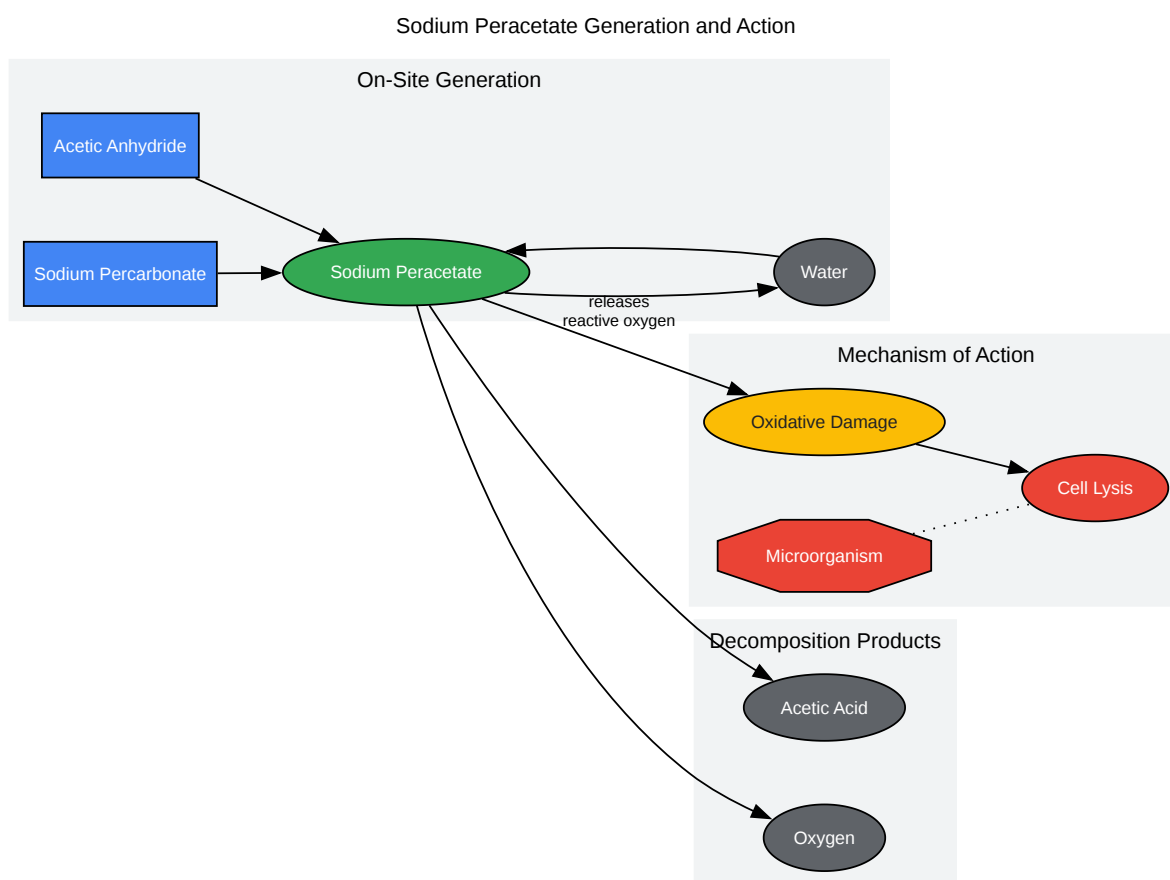 Sodium Peracetate Generation and Action
On-Site Generation
Acetic Anhydride
Sodium Percarbonate
Sodium Peracetate
Water
releases
reactive oxygen
Mechanism of Action
Oxidative Damage
Cell Lysis
Microorganism
Decomposition Products
Acetic Acid
Oxygen